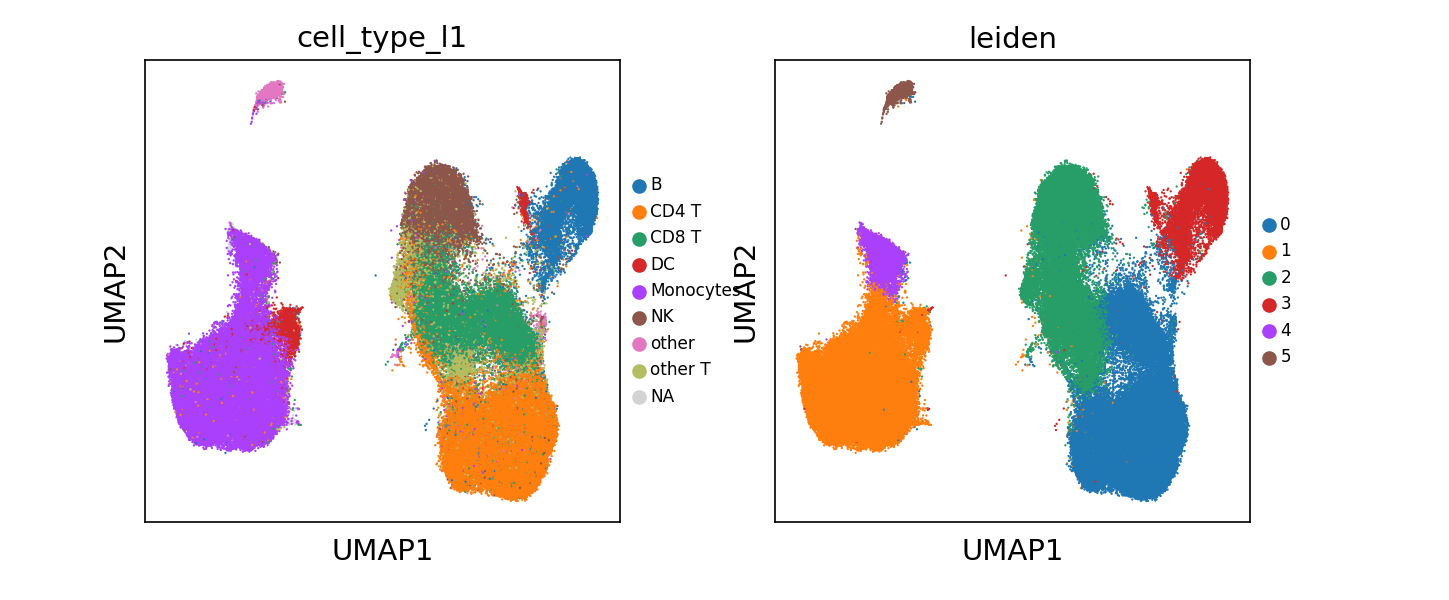 cell_type_l1
UMAP2
UMAP1
B
CD4 T
CD8 T
DC
Monocytes
NK
other
other T
NA
leiden
UMAP2
UMAP1
0
1
2
3
4
5